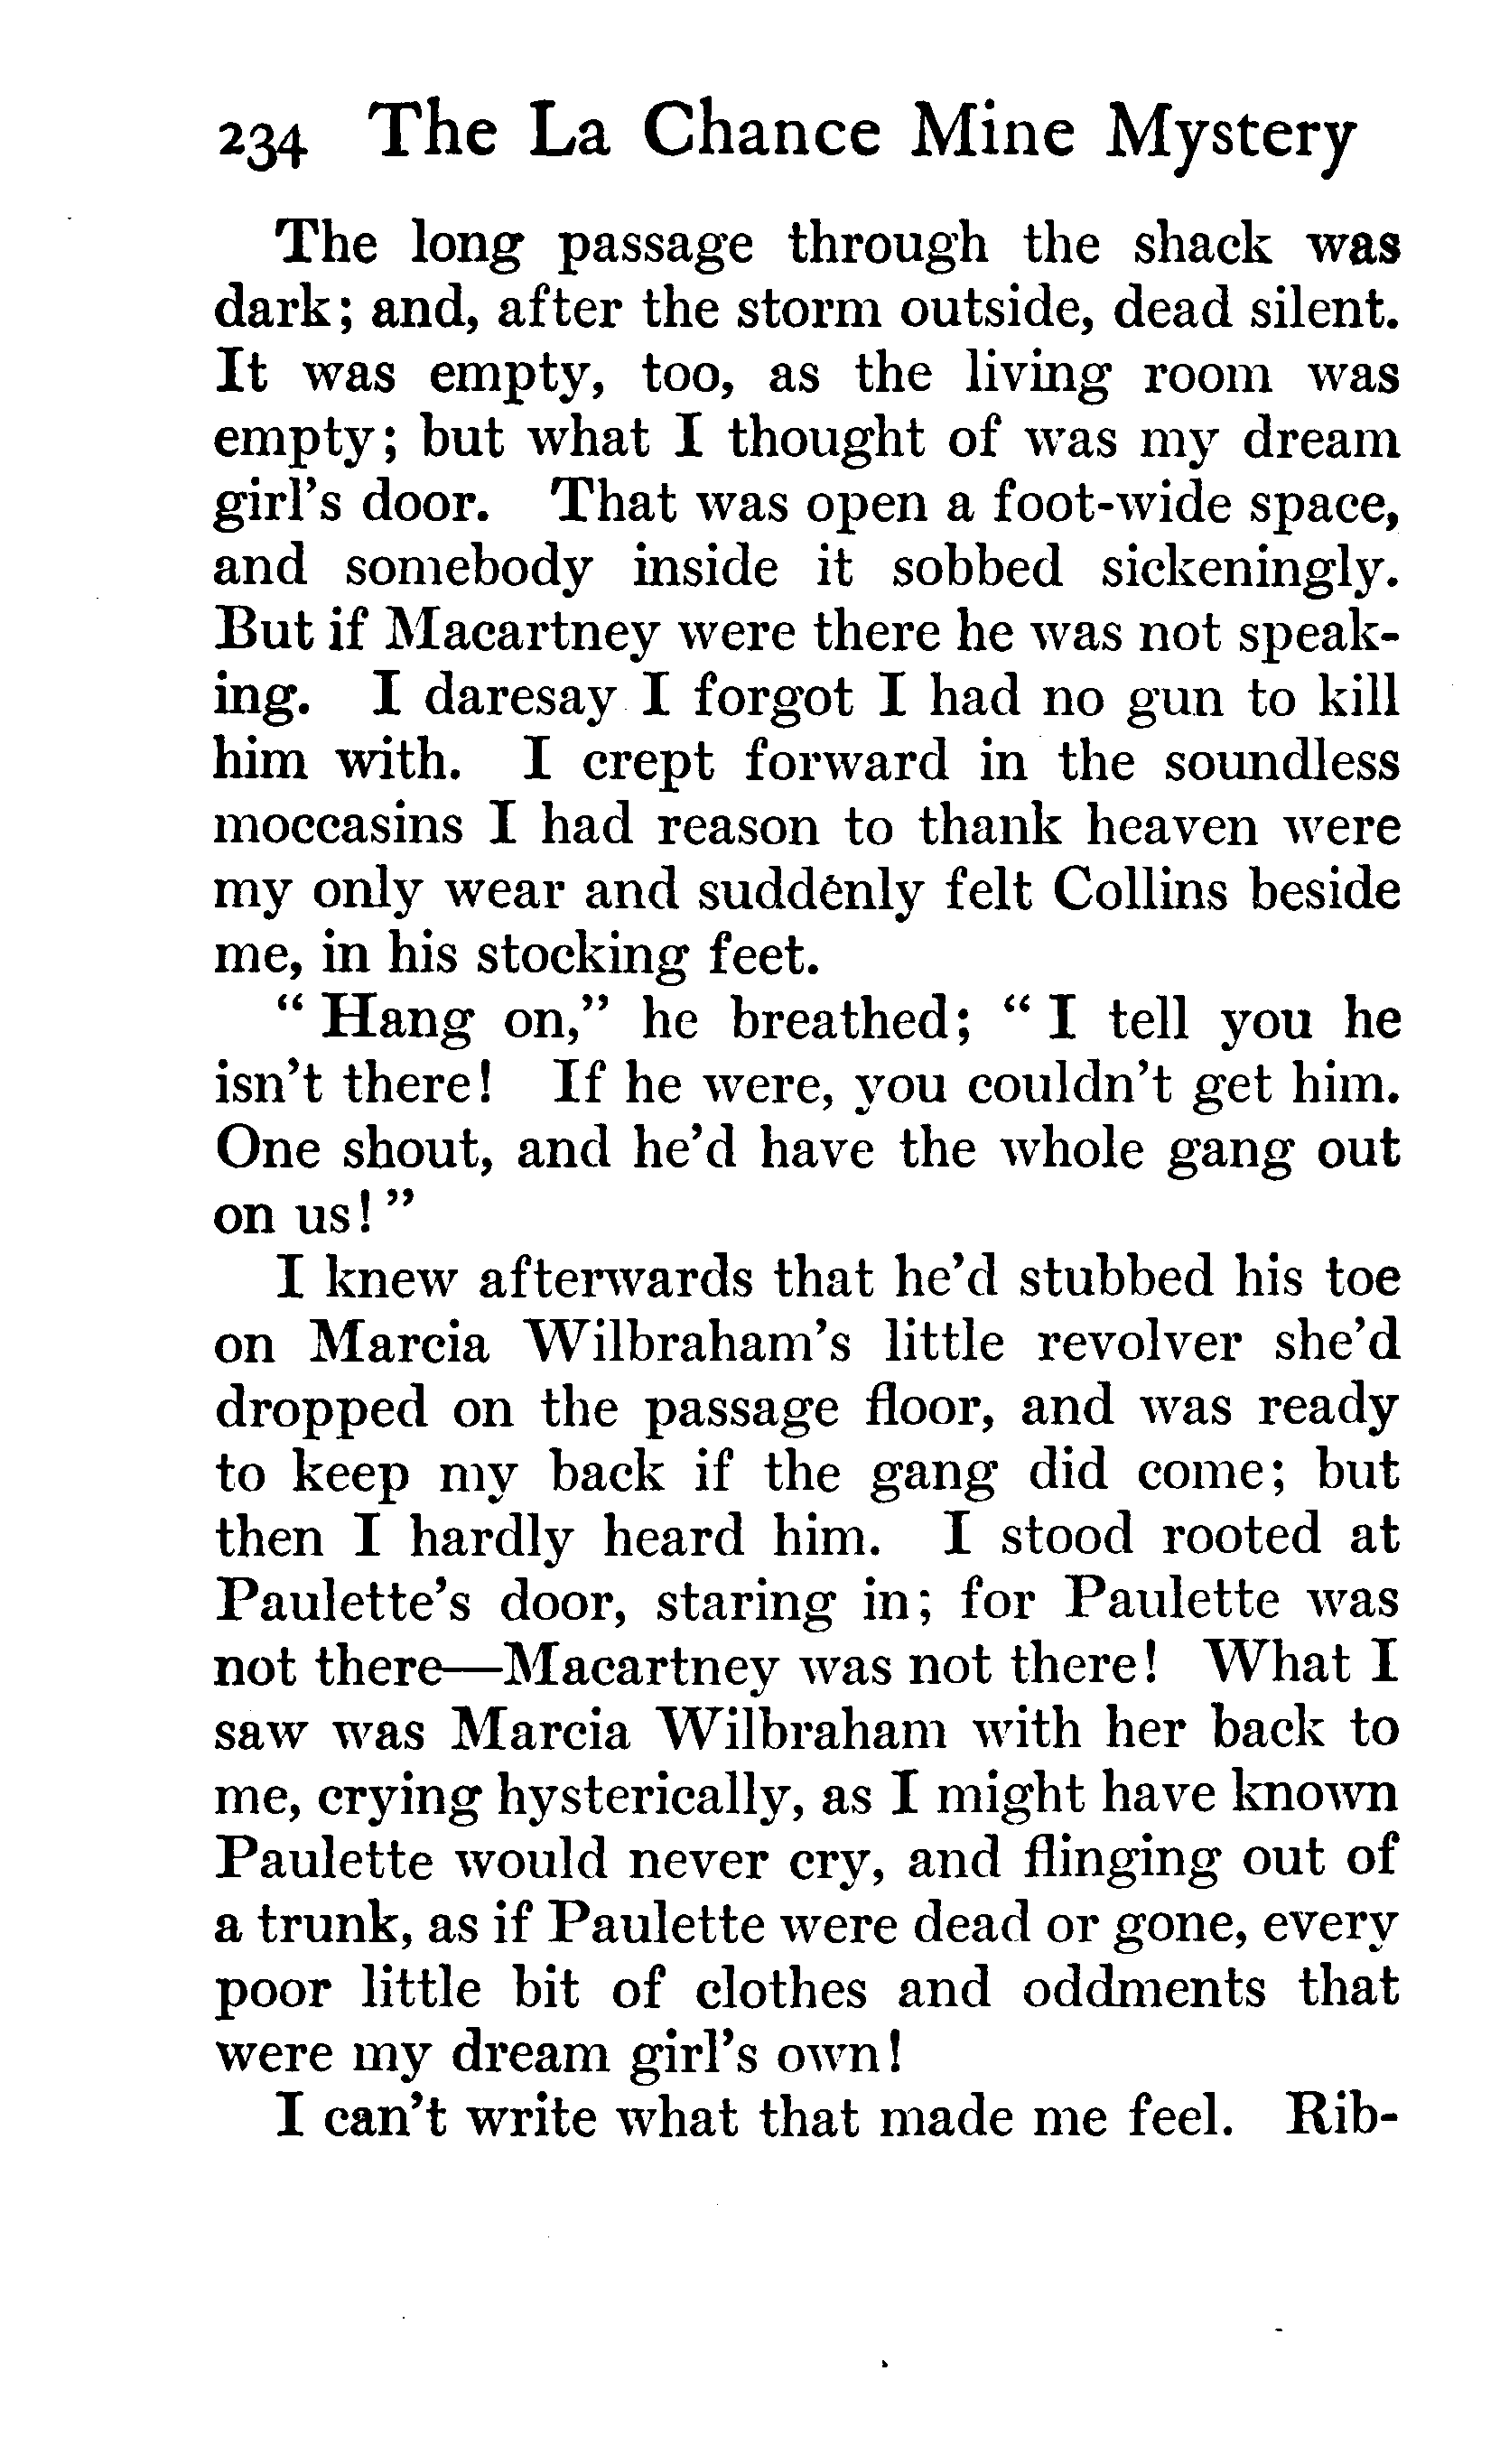 234 The La Chance Mine Mystery
The long passage through the shack was
dark; and, after the storm outside, dead silent.
It was empty, too, as the living room was
empty; but what I thought of was my dream
girl's door. That was open a foot-wide space,
and somebody inside it sobbed sickeningly.
But if Macartney were there he was not speak-
ing. I daresay I forgot I had no gun to kill
him with. I crept forward in the soundless
moccasins I had reason to thank heaven were
my only wear and suddenly felt Collins beside
me, in his stocking feet.
" Hang on," he breathed; " I tell you he
isn't there! If he were, you couldn't get him.
One shout, and he'd have the whole gang out
on us! "
I knew afterwards that he'd stubbed his toe
on Marcia Wilbraham's little revolver she'd
dropped on the passage floor, and was ready
to keep my back if the gang did come; but
then I hardly heard him. I stood rooted at
Paulette's door, staring in; for Paulette was
not there—Macartney was not there! What I
saw was Marcia Wilbraham with her back to
me, crying hysterically, as I might have known
Paulette would never cry, and flinging out of
a trunk, as if Paulette were dead or gone, every
poor little bit of clothes and oddments that
were my dream girl's own!
I can't write what that made me feel. Rib-